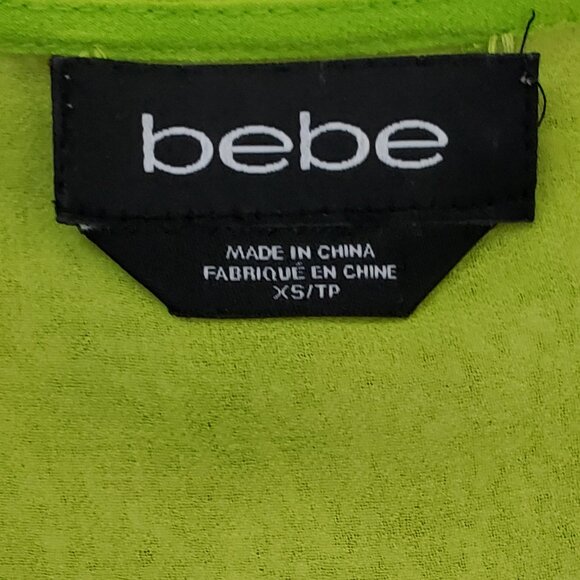 bebe
MADE IN CHINA
FABRIQUÉ EN CHINE
XS/TP